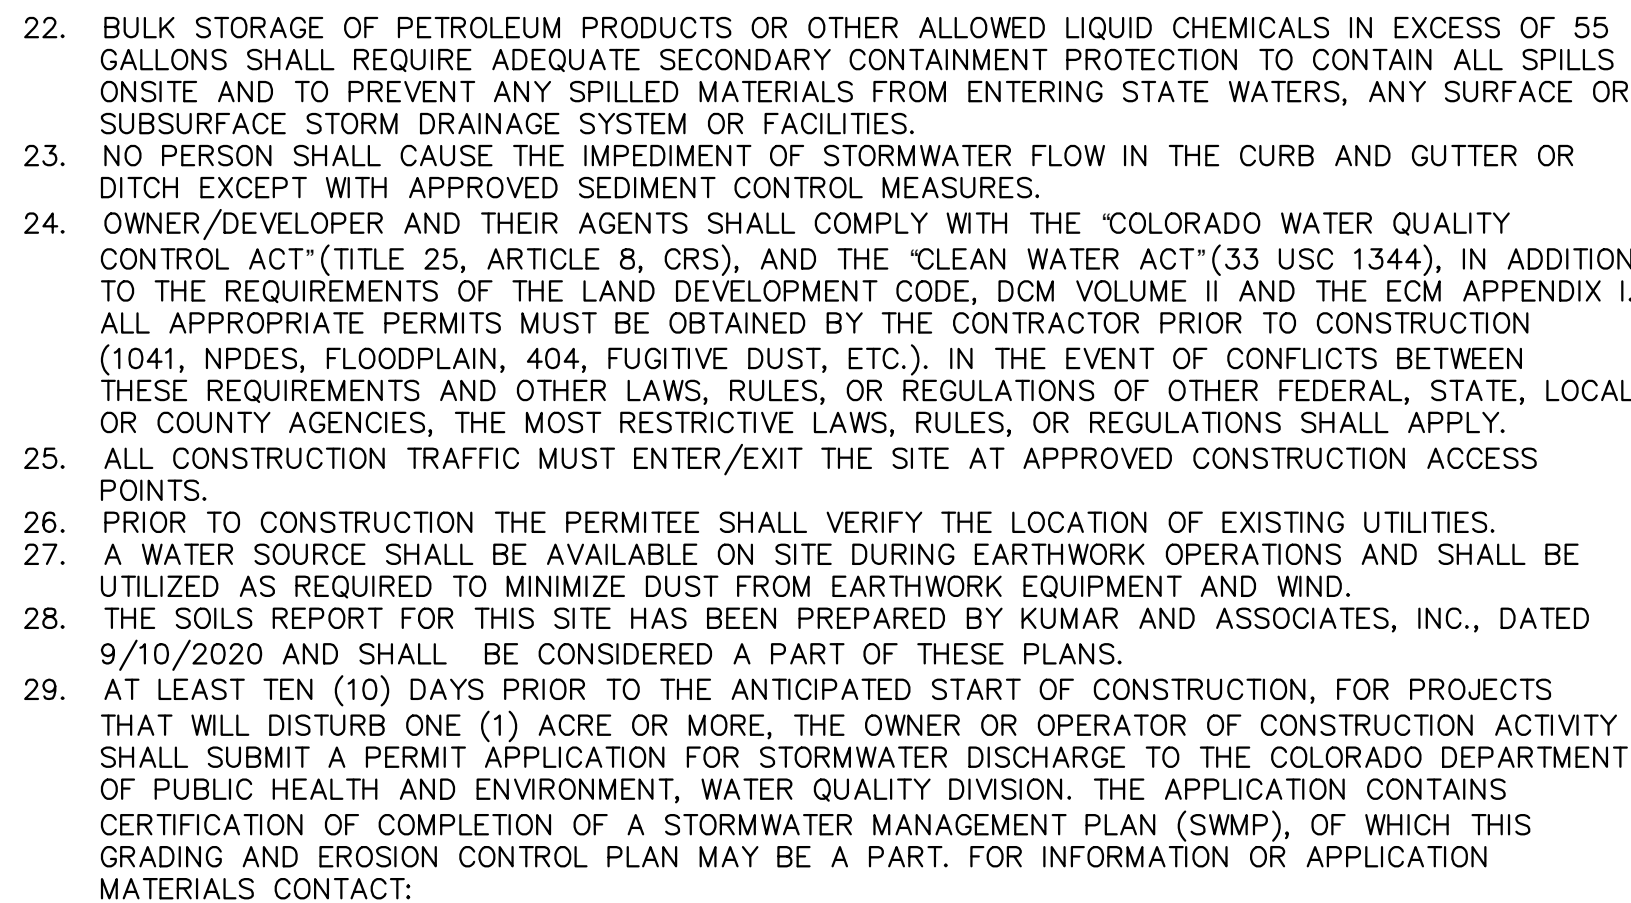 22. BULK STORAGE OF PETROLEUM PRODUCTS OR OTHER ALLOWED LIQUID CHEMICALS IN EXCESS OF 55
GALLONS SHALL REQUIRE ADEQUATE SECONDARY CONTAINMENT PROTECTION TO CONTAIN ALL SPILLS
ONSITE AND TO PREVENT ANY SPILLED MATERIALS FROM ENTERING STATE WATERS, ANY SURFACE OR
SUBSURFACE STORM DRAINAGE SYSTEM OR FACILITIES.
23. NO PERSON SHALL CAUSE THE IMPEDIMENT OF STORMWATER FLOW IN THE CURB AND GUTTER OR
DITCH EXCEPT WITH APPROVED SEDIMENT CONTROL MEASURES.
24. OWNER/DEVELOPER AND THEIR AGENTS SHALL COMPLY WITH THE “COLORADO WATER QUALITY
CONTROL ACT”(TITLE 25, ARTICLE 8, CRS), AND THE “CLEAN WATER ACT”(33 USC 1344), IN ADDITION
TO THE REQUIREMENTS OF THE LAND DEVELOPMENT CODE, DCM VOLUME II AND THE ECM APPENDIX I.
ALL APPROPRIATE PERMITS MUST BE OBTAINED BY THE CONTRACTOR PRIOR TO CONSTRUCTION
(1041, NPDES, FLOODPLAIN, 404, FUGITIVE DUST, ETC.). IN THE EVENT OF CONFLICTS BETWEEN
THESE REQUIREMENTS AND OTHER LAWS, RULES, OR REGULATIONS OF OTHER FEDERAL, STATE, LOCAL
OR COUNTY AGENCIES, THE MOST RESTRICTIVE LAWS, RULES, OR REGULATIONS SHALL APPLY.
25. ALL CONSTRUCTION TRAFFIC MUST ENTER/EXIT THE SITE AT APPROVED CONSTRUCTION ACCESS
POINTS.
26. PRIOR TO CONSTRUCTION THE PERMITEE SHALL VERIFY THE LOCATION OF EXISTING UTILITIES.
27. A WATER SOURCE SHALL BE AVAILABLE ON SITE DURING EARTHWORK OPERATIONS AND SHALL BE
UTILIZED AS REQUIRED TO MINIMIZE DUST FROM EARTHWORK EQUIPMENT AND WIND.
28. THE SOILS REPORT FOR THIS SITE HAS BEEN PREPARED BY KUMAR AND ASSOCIATES, INC., DATED
9/10/2020 AND SHALL BE CONSIDERED A PART OF THESE PLANS.
29. AT LEAST TEN (10) DAYS PRIOR TO THE ANTICIPATED START OF CONSTRUCTION, FOR PROJECTS
THAT WILL DISTURB ONE (1) ACRE OR MORE, THE OWNER OR OPERATOR OF CONSTRUCTION ACTIVITY
SHALL SUBMIT A PERMIT APPLICATION FOR STORMWATER DISCHARGE TO THE COLORADO DEPARTMENT
OF PUBLIC HEALTH AND ENVIRONMENT, WATER QUALITY DIVISION. THE APPLICATION CONTAINS
CERTIFICATION OF COMPLETION OF A STORMWATER MANAGEMENT PLAN (SWMP), OF WHICH THIS
GRADING AND EROSION CONTROL PLAN MAY BE A PART. FOR INFORMATION OR APPLICATION
MATERIALS CONTACT: